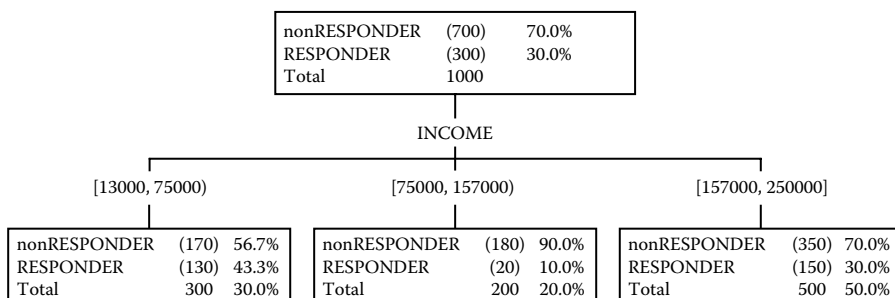 nonRESPONDER (700) 70.0%
RESPONDER (300) 30.0%
Total 1000
INCOME
[13000, 75000) [75000, 157000) [157000, 250000]
nonRESPONDER (170) 56.7% nonRESPONDER (180) 90.0% nonRESPONDER (350) 70.0%
RESPONDER (130) 43.3% RESPONDER (20) 10.0% RESPONDER (150) 30.0%
Total 300 30.0% Total 200 20.0% Total 500 50.0%